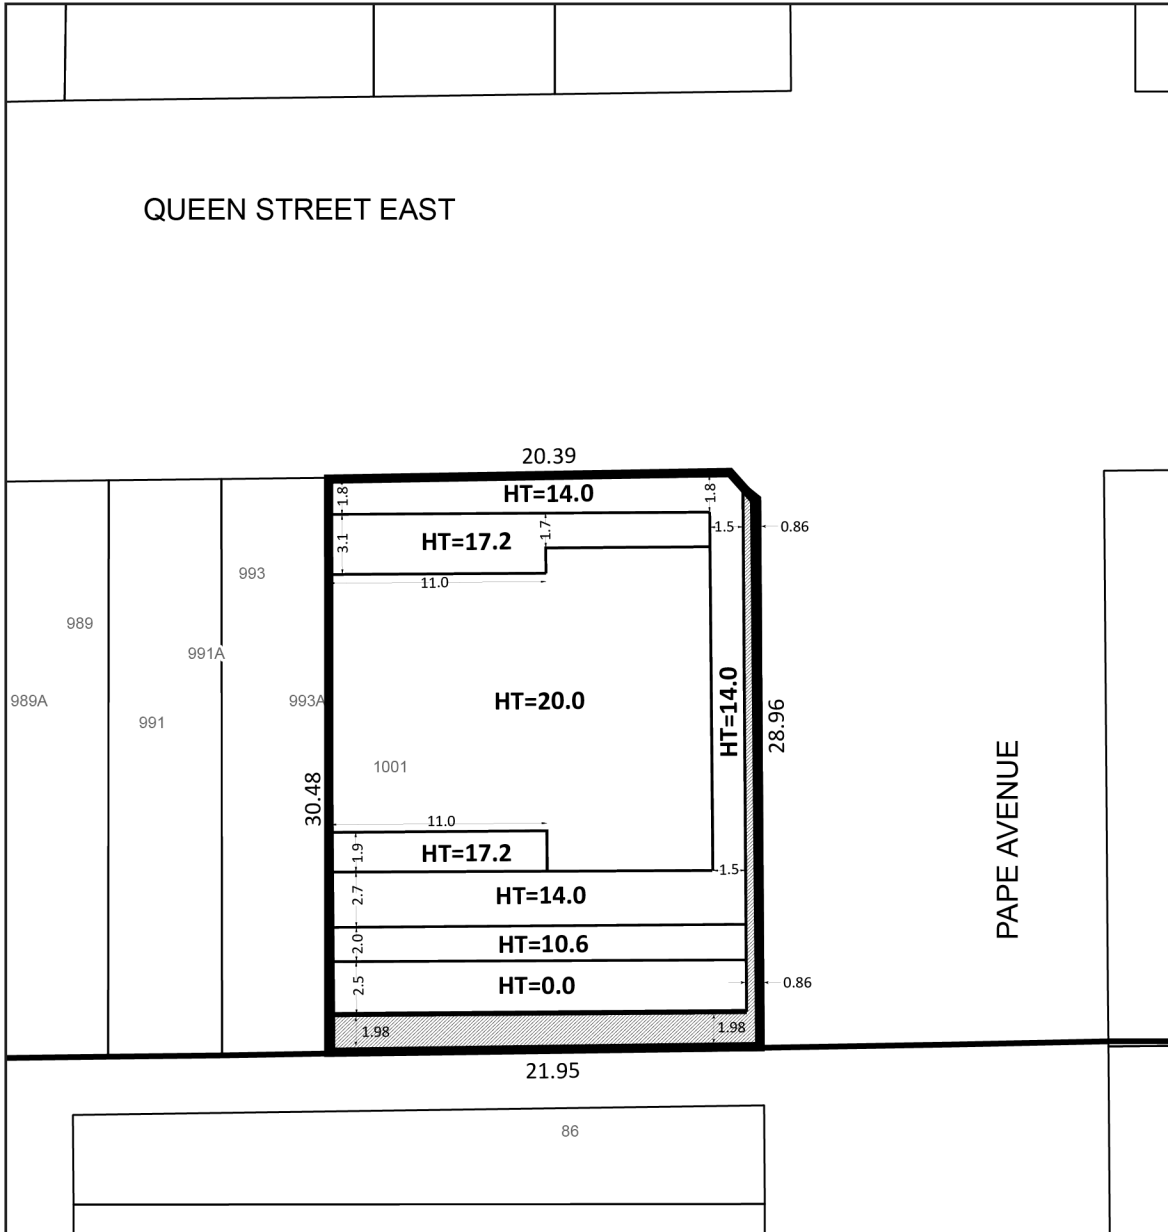 QUEEN STREET EAST
20.39
1.8
HT=14.0
1.8
3.1
HT=17.2
1.7
1.5
0.86
11.0
993
989
991A
989A
991
993A
HT=20.0
HT=14.0
28.96
1001
30.48
PAPE AVENUE
11.0
1.9
HT=17.2
1.5
2.7
HT=14.0
2.0
HT=10.6
2.5
HT=0.0
0.86
1.98
1.98
21.95
86